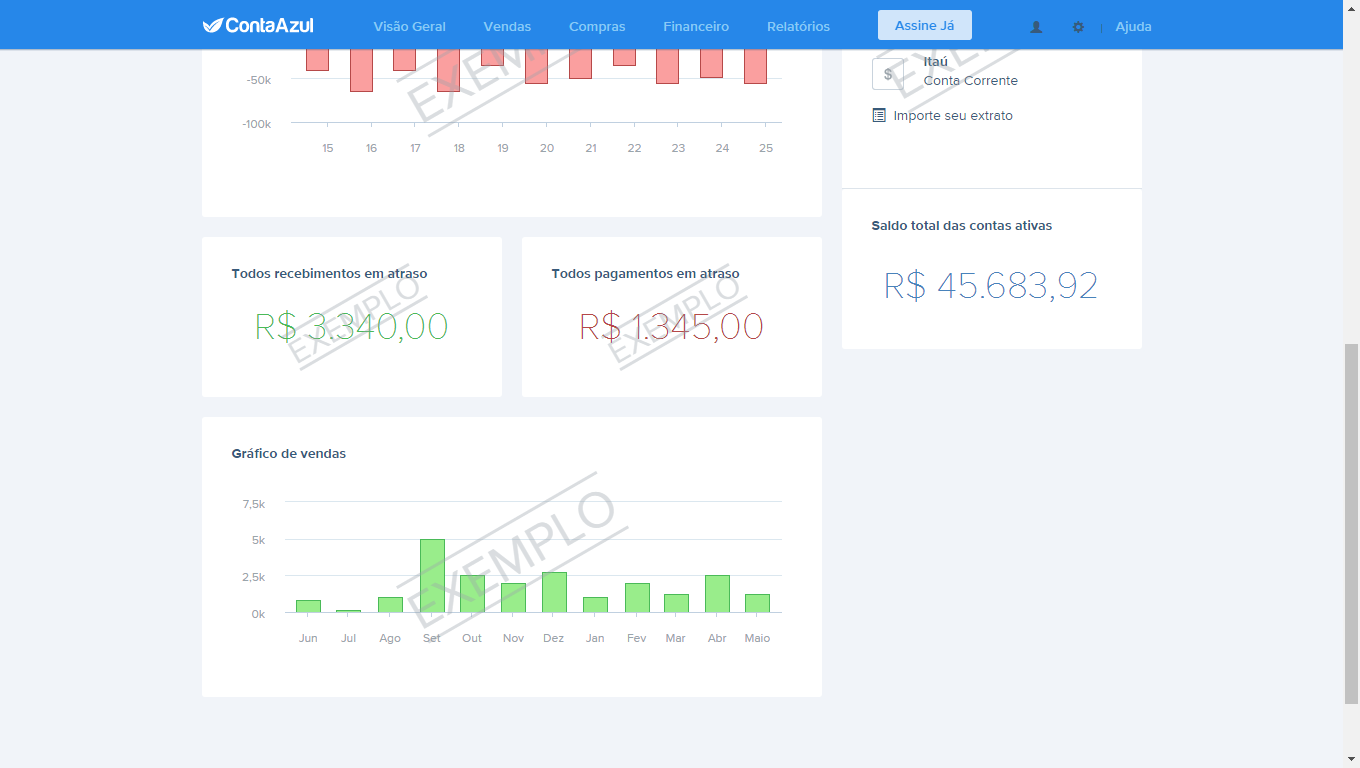 ContaAzul Visão Geral Vendas Compras Financeiro Relatórios Assine Já Ajuda
-50k
-100k
15 16 17 18 19 20 21 22 23 24 25
EXEMPLO
$
Itaú
Conta Corrente
EXEMPLO
Importe seu extrato
Saldo total das contas ativas
R$ 45.683,92
Todos recebimentos em atraso
R$ 3.340,00
EXEMPLO
Todos pagamentos em atraso
R$ 1.345,00
EXEMPLO
Gráfico de vendas
7,5k
5k
2,5k
0k
EXEMPLO
Jun Jul Ago Set Out Nov Dez Jan Fev Mar Abr Maio